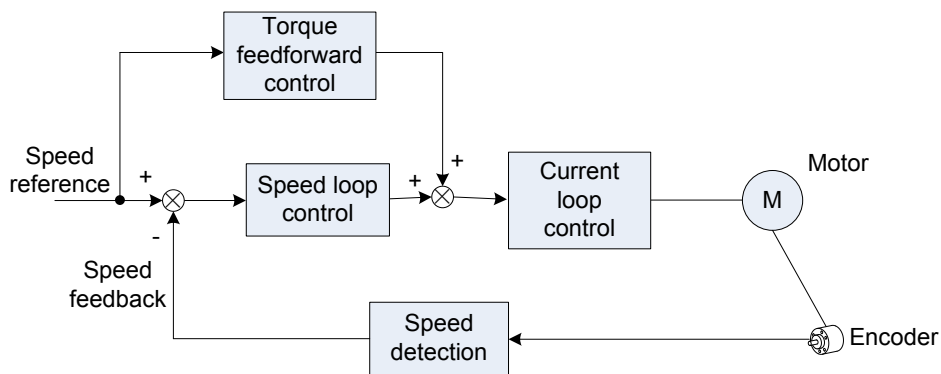 Torque
feedforward
control
Speed
reference
+
-
Speed loop
control
+
+
Current
loop
control
Motor
M
Speed
feedback
Speed
detection
Encoder